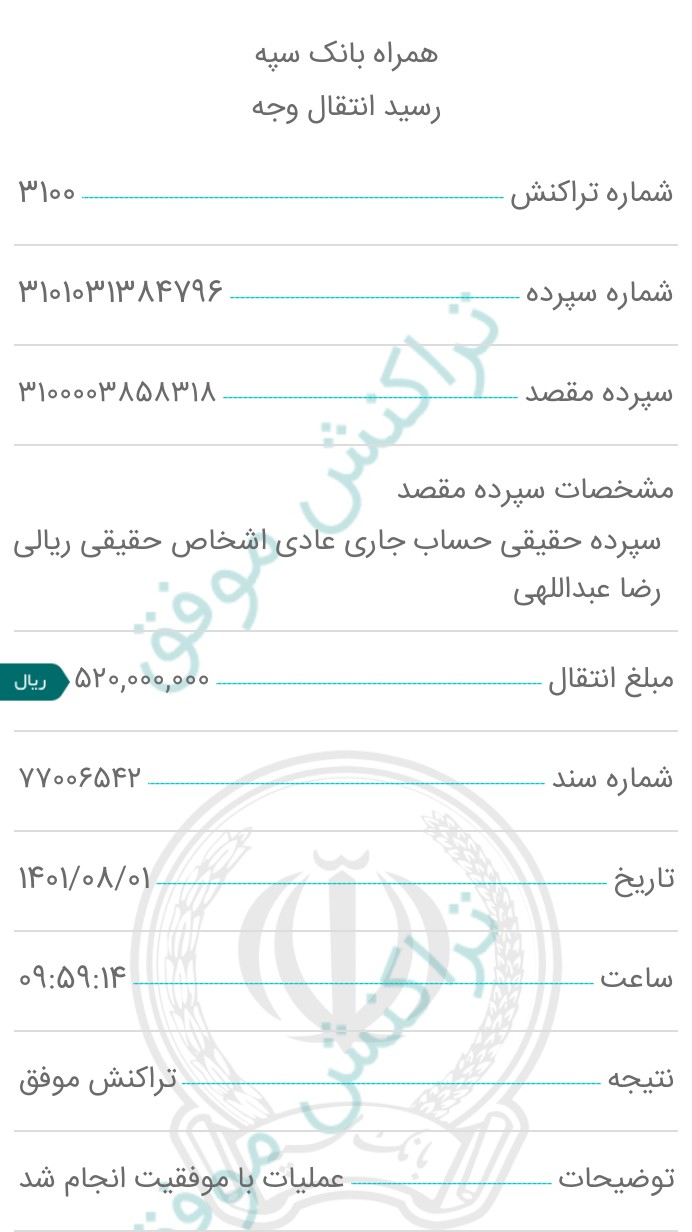 همراه بانک سپه
رسید انتقال وجه
شماره تراکنش ۳۱۰۰
شماره سپرده ۳۱۰۱۰۳۱۳۸۴۷۹۶
سپرده مقصد ۳۱۰۰۰۰۳۸۵۸۳۱۸
مشخصات سپرده مقصد
سپرده حقیقی حساب جاری عادی اشخاص حقیقی ریالی
رضا عبداللهی
مبلغ انتقال ۵۲۰,۰۰۰,۰۰۰ ریال
شماره سند ۷۷۰۰۶۵۴۲
تاریخ ۱۴۰۱/۰۸/۰۱
ساعت ۰۹:۵۹:۱۴
نتیجه تراکنش موفق
توضیحات عملیات با موفقیت انجام شد
تراکنش موفق
تراکنش موفق
بانک